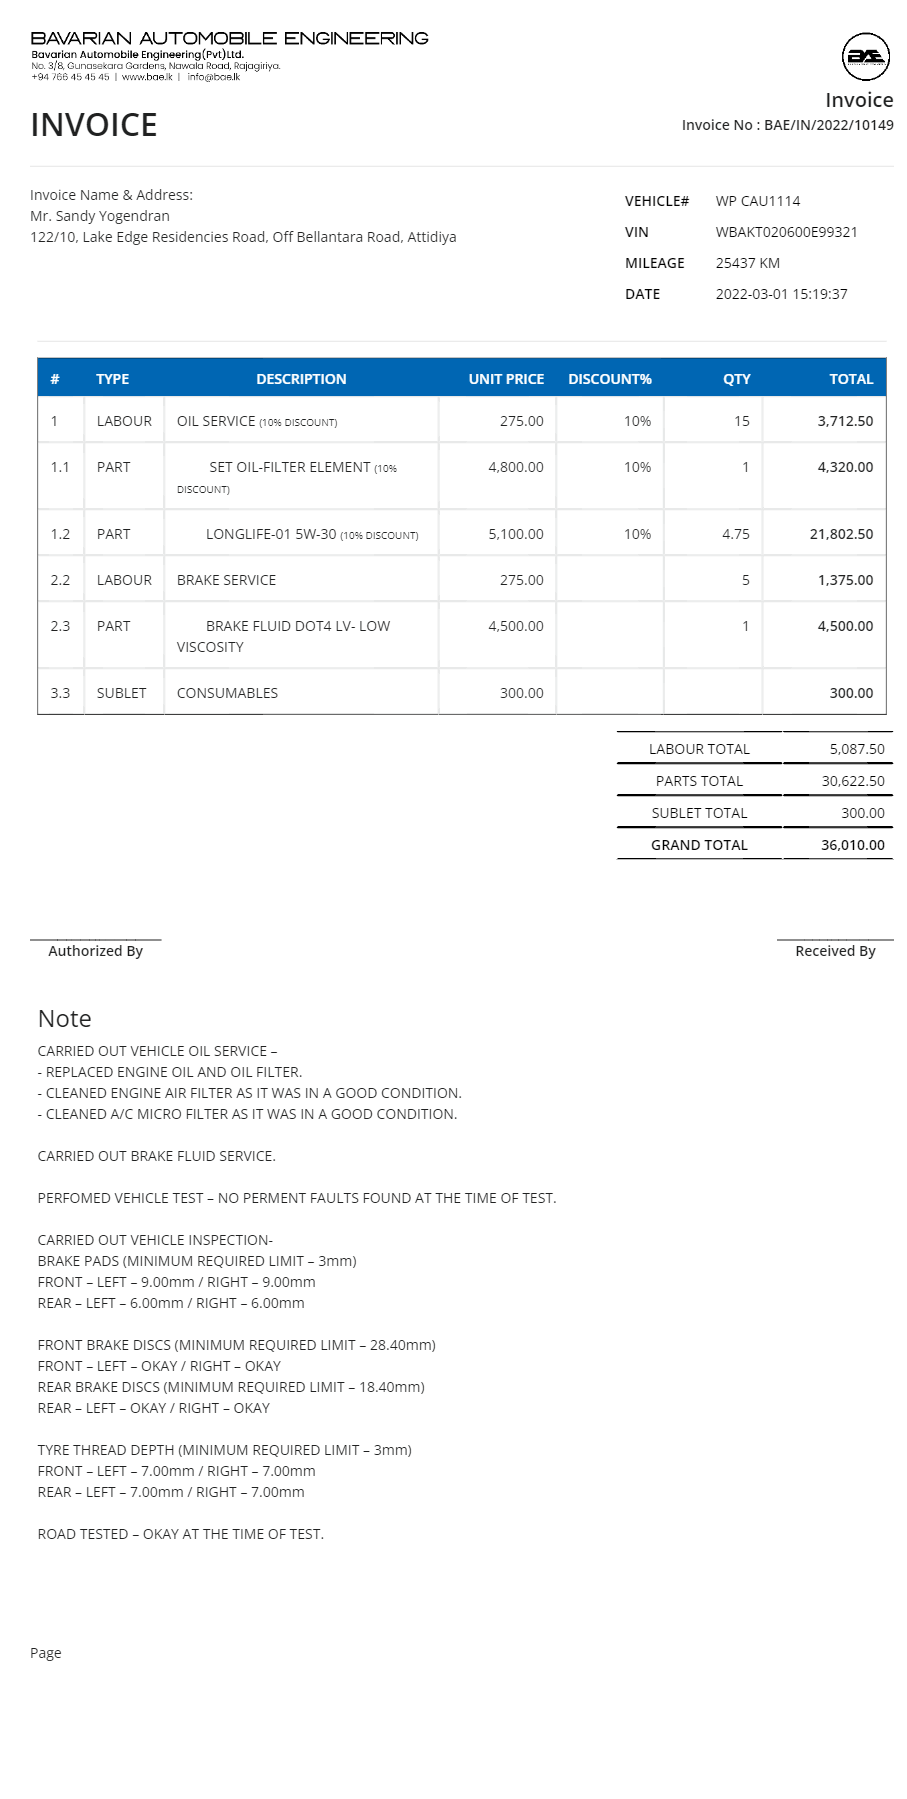 BAVARIAN AUTOMOBILE ENGINEERING
Bavarian Automobile Engineering(Pvt)Ltd.
No. 3/8, Gunasekara Gardens, Nawala Road, Rajagiriya.
+94 766 45 45 45 | www.bae.lk | info@bae.lk
BAE
Invoice
INVOICE
Invoice No : BAE/IN/2022/10149
Invoice Name & Address:
Mr. Sandy Yogendran
122/10, Lake Edge Residencies Road, Off Bellantara Road, Attidiya
VEHICLE# WP CAU1114
VIN WBAKT020600E99321
MILEAGE 25437 KM
DATE 2022-03-01 15:19:37
# TYPE DESCRIPTION UNIT PRICE DISCOUNT% QTY TOTAL
1 LABOUR OIL SERVICE (10% DISCOUNT) 275.00 10% 15 3,712.50
1.1 PART SET OIL-FILTER ELEMENT (10% 4,800.00 10% 1 4,320.00
DISCOUNT)
1.2 PART LONGLIFE-01 5W-30 (10% DISCOUNT) 5,100.00 10% 4.75 21,802.50
2.2 LABOUR BRAKE SERVICE 275.00 5 1,375.00
2.3 PART BRAKE FLUID DOT4 LV- LOW 4,500.00 1 4,500.00
VISCOSITY
3.3 SUBLET CONSUMABLES 300.00 300.00
LABOUR TOTAL 5,087.50
PARTS TOTAL 30,622.50
SUBLET TOTAL 300.00
GRAND TOTAL 36,010.00
Authorized By Received By
Note
CARRIED OUT VEHICLE OIL SERVICE –
- REPLACED ENGINE OIL AND OIL FILTER.
- CLEANED ENGINE AIR FILTER AS IT WAS IN A GOOD CONDITION.
- CLEANED A/C MICRO FILTER AS IT WAS IN A GOOD CONDITION.
CARRIED OUT BRAKE FLUID SERVICE.
PERFOMED VEHICLE TEST – NO PERMENT FAULTS FOUND AT THE TIME OF TEST.
CARRIED OUT VEHICLE INSPECTION-
BRAKE PADS (MINIMUM REQUIRED LIMIT – 3mm)
FRONT – LEFT – 9.00mm / RIGHT – 9.00mm
REAR – LEFT – 6.00mm / RIGHT – 6.00mm
FRONT BRAKE DISCS (MINIMUM REQUIRED LIMIT – 28.40mm)
FRONT – LEFT – OKAY / RIGHT – OKAY
REAR BRAKE DISCS (MINIMUM REQUIRED LIMIT – 18.40mm)
REAR – LEFT – OKAY / RIGHT – OKAY
TYRE THREAD DEPTH (MINIMUM REQUIRED LIMIT – 3mm)
FRONT – LEFT – 7.00mm / RIGHT – 7.00mm
REAR – LEFT – 7.00mm / RIGHT – 7.00mm
ROAD TESTED – OKAY AT THE TIME OF TEST.
Page